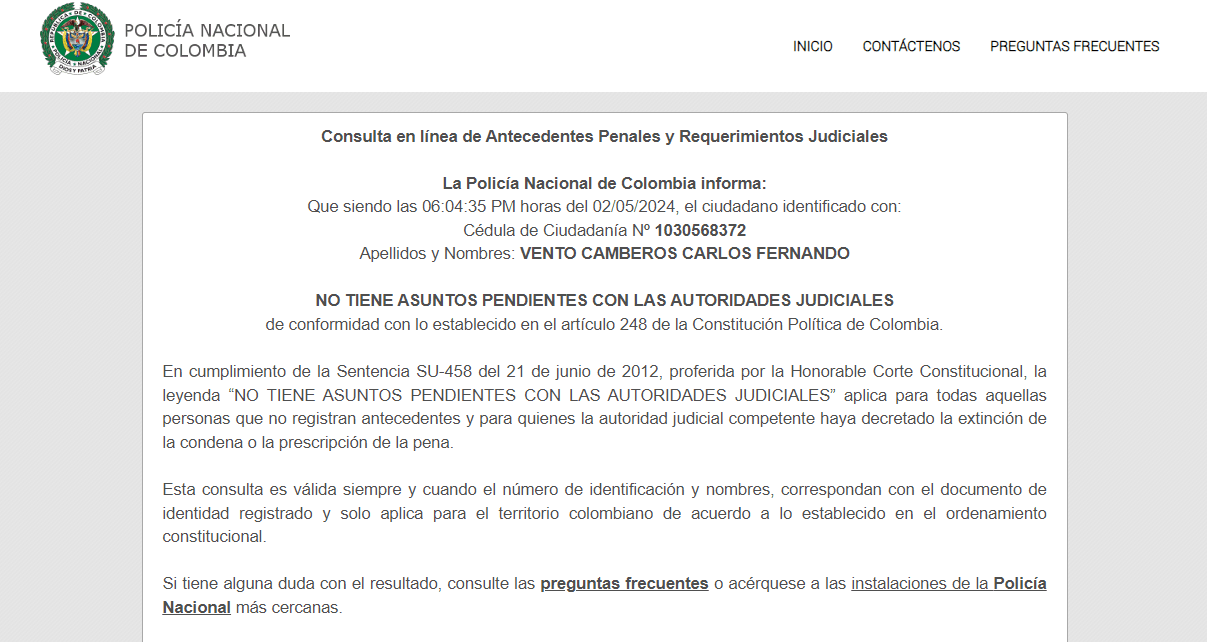 POLICÍA NACIONAL
DE COLOMBIA
INICIO CONTÁCTENOS PREGUNTAS FRECUENTES
Consulta en línea de Antecedentes Penales y Requerimientos Judiciales
La Policía Nacional de Colombia informa:
Que siendo las 06:04:35 PM horas del 02/05/2024, el ciudadano identificado con:
Cédula de Ciudadanía Nº 1030568372
Apellidos y Nombres: VENTO CAMBEROS CARLOS FERNANDO
NO TIENE ASUNTOS PENDIENTES CON LAS AUTORIDADES JUDICIALES
de conformidad con lo establecido en el artículo 248 de la Constitución Política de Colombia.
En cumplimiento de la Sentencia SU-458 del 21 de junio de 2012, proferida por la Honorable Corte Constitucional, la
leyenda “NO TIENE ASUNTOS PENDIENTES CON LAS AUTORIDADES JUDICIALES” aplica para todas aquellas
personas que no registran antecedentes y para quienes la autoridad judicial competente haya decretado la extinción de
la condena o la prescripción de la pena.
Esta consulta es válida siempre y cuando el número de identificación y nombres, correspondan con el documento de
identidad registrado y solo aplica para el territorio colombiano de acuerdo a lo establecido en el ordenamiento
constitucional.
Si tiene alguna duda con el resultado, consulte las preguntas frecuentes o acérquese a las instalaciones de la Policía
Nacional más cercanas.